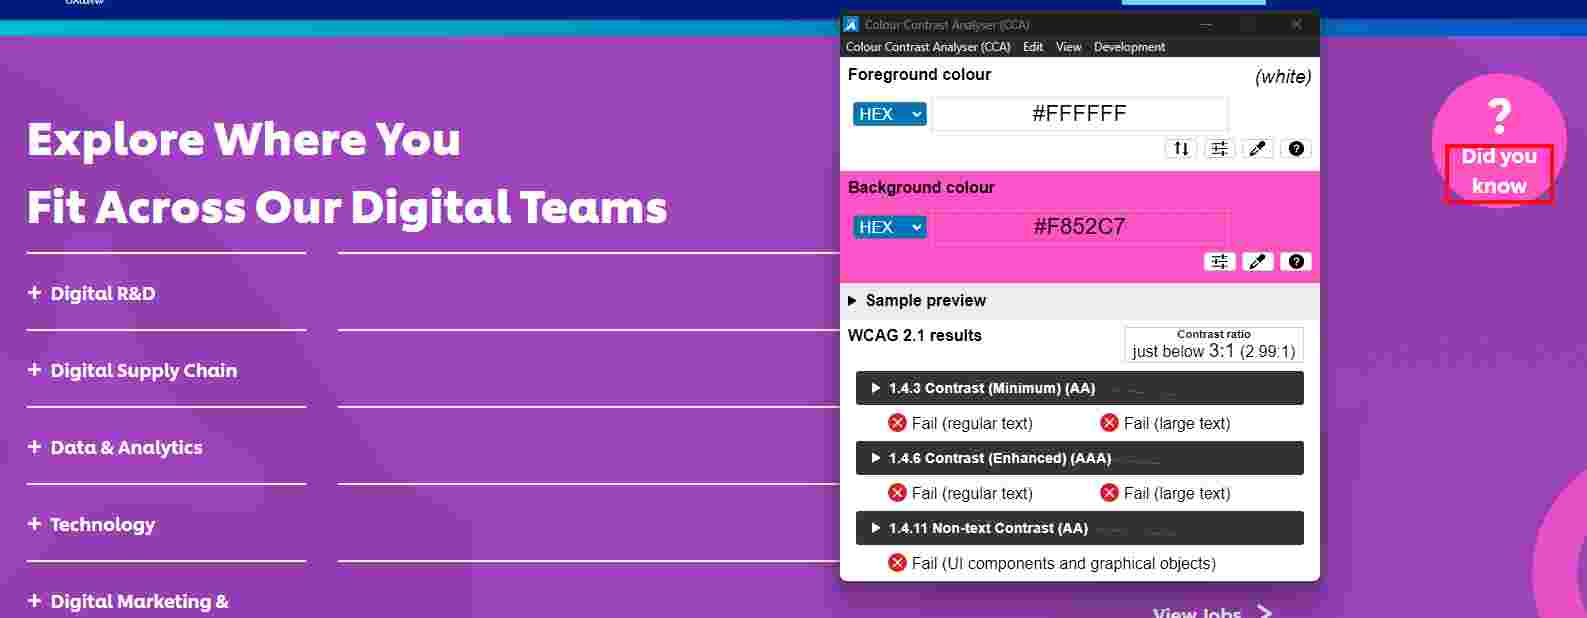 Colour Contrast Analyser (CCA)
Colour Contrast Analyser (CCA) Edit View Development
Foreground colour
(white)
HEX
#FFFFFF
Background colour
HEX
#F852C7
Sample preview
WCAG 2.1 results
Contrast ratio
just below 3:1 (2.99:1)
1.4.3 Contrast (Minimum) (AA)
Fail (regular text) Fail (large text)
1.4.6 Contrast (Enhanced) (AAA)
Fail (regular text) Fail (large text)
1.4.11 Non-text Contrast (AA)
Fail (UI components and graphical objects)
Explore Where You
Fit Across Our Digital Teams
+ Digital R&D
+ Digital Supply Chain
+ Data & Analytics
+ Technology
+ Digital Marketing &
?
Did you
know
View Jobs